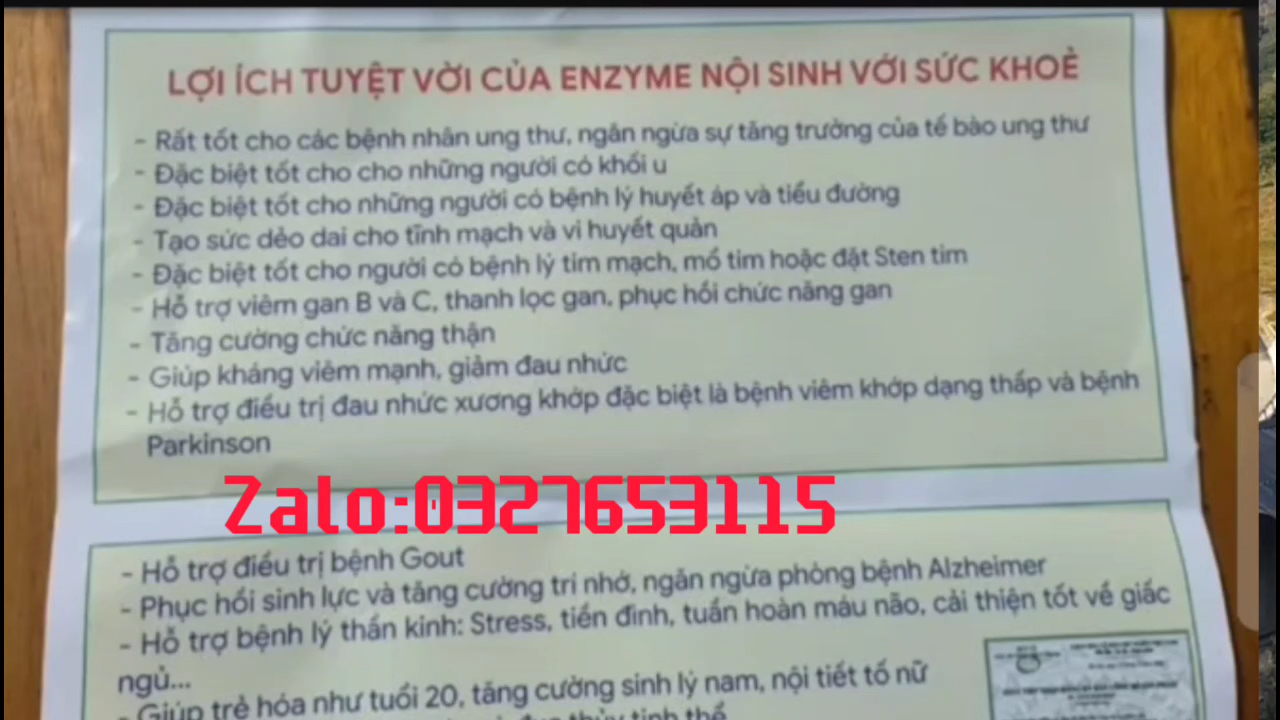 LỢI ÍCH TUYỆT VỜI CỦA ENZYME NỘI SINH VỚI SỨC KHOẺ
- Rất tốt cho các bệnh nhân ung thư, ngăn ngừa sự tăng trưởng của tế bào ung thư
- Đặc biệt tốt cho cho những người có khối u
- Đặc biệt tốt cho những người có bệnh lý huyết áp và tiểu đường
- Tạo sức dẻo dai cho tĩnh mạch và vi huyết quản
- Đặc biệt tốt cho người có bệnh lý tim mạch, mổ tim hoặc đặt Sten tim
- Hỗ trợ viêm gan B và C, thanh lọc gan, phục hồi chức năng gan
- Tăng cường chức năng thận
- Giúp kháng viêm mạnh, giảm đau nhức
- Hỗ trợ điều trị đau nhức xương khớp đặc biệt là bệnh viêm khớp dạng thấp và bệnh
Parkinson
Zalo:0327653115
- Hỗ trợ điều trị bệnh Gout
- Phục hồi sinh lực và tăng cường trí nhớ, ngăn ngừa phòng bệnh Alzheimer
- Hỗ trợ bệnh lý thần kinh: Stress, tiền đình, tuần hoàn máu não, cải thiện tốt về giấc
ngủ...
- Giúp trẻ hóa như tuổi 20, tăng cường sinh lý nam, nội tiết tố nữ
thủy tinh thể